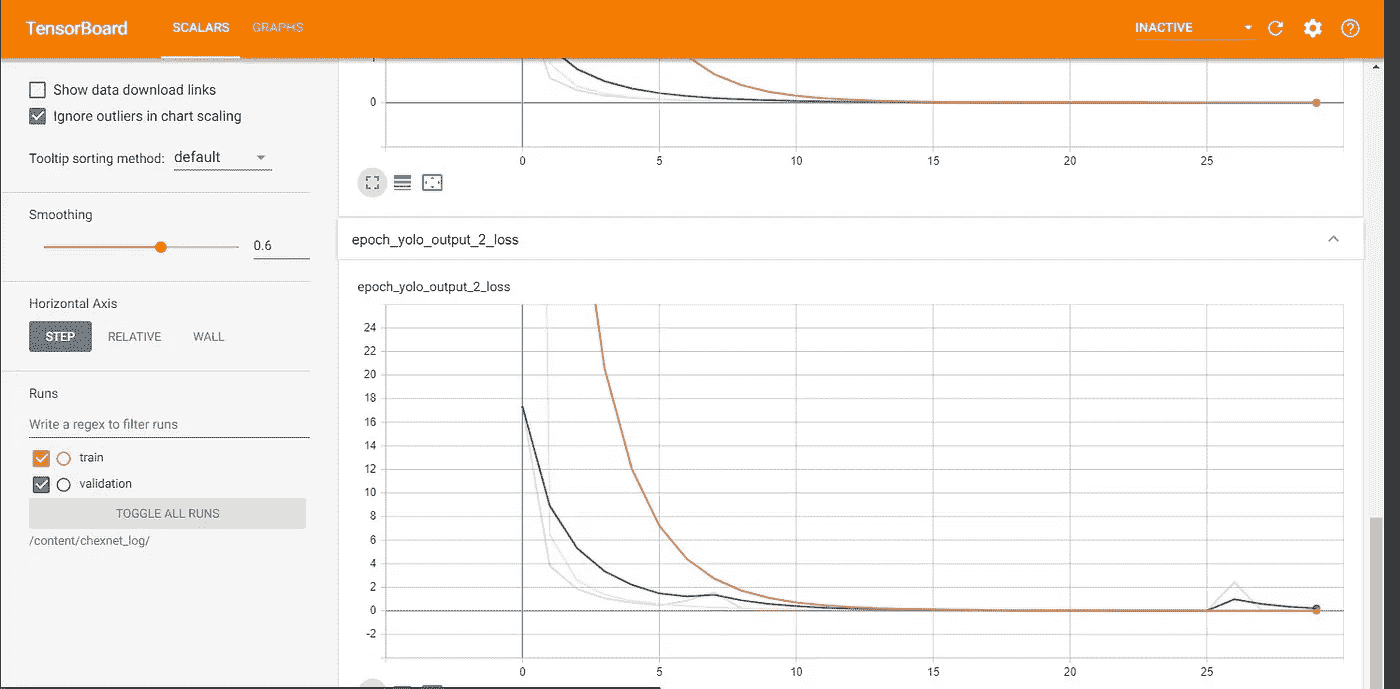 TensorBoard SCALARS GRAPHS INACTIVE
Show data download links
Ignore outliers in chart scaling
Tooltip sorting method: default
Smoothing
0.6
Horizontal Axis
STEP RELATIVE WALL
Runs
Write a regex to filter runs
train
validation
TOGGLE ALL RUNS
/content/chexnet_log/
0
0 5 10 15 20 25
epoch_yolo_output_2_loss
epoch_yolo_output_2_loss
24
22
20
18
16
14
12
10
8
6
4
2
0
-2
0 5 10 15 20 25